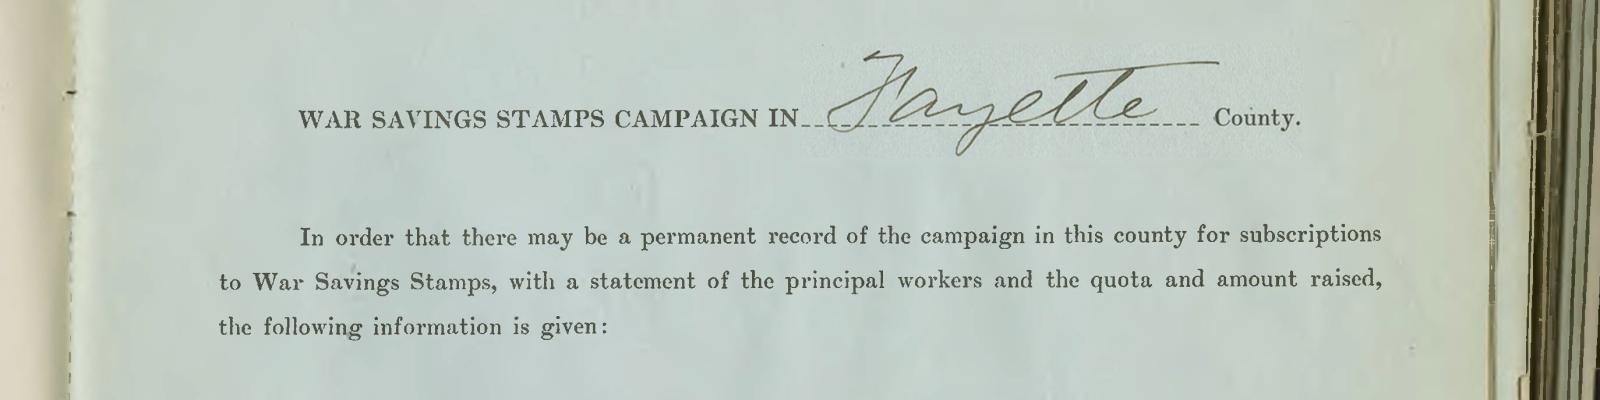 WAR SAVINGS STAMPS CAMPAIGN IN Fayette County.
In order that there may be a permanent record of the campaign in this county for subscriptions
to War Savings Stamps, with a statement of the principal workers and the quota and amount raised,
the following information is given: